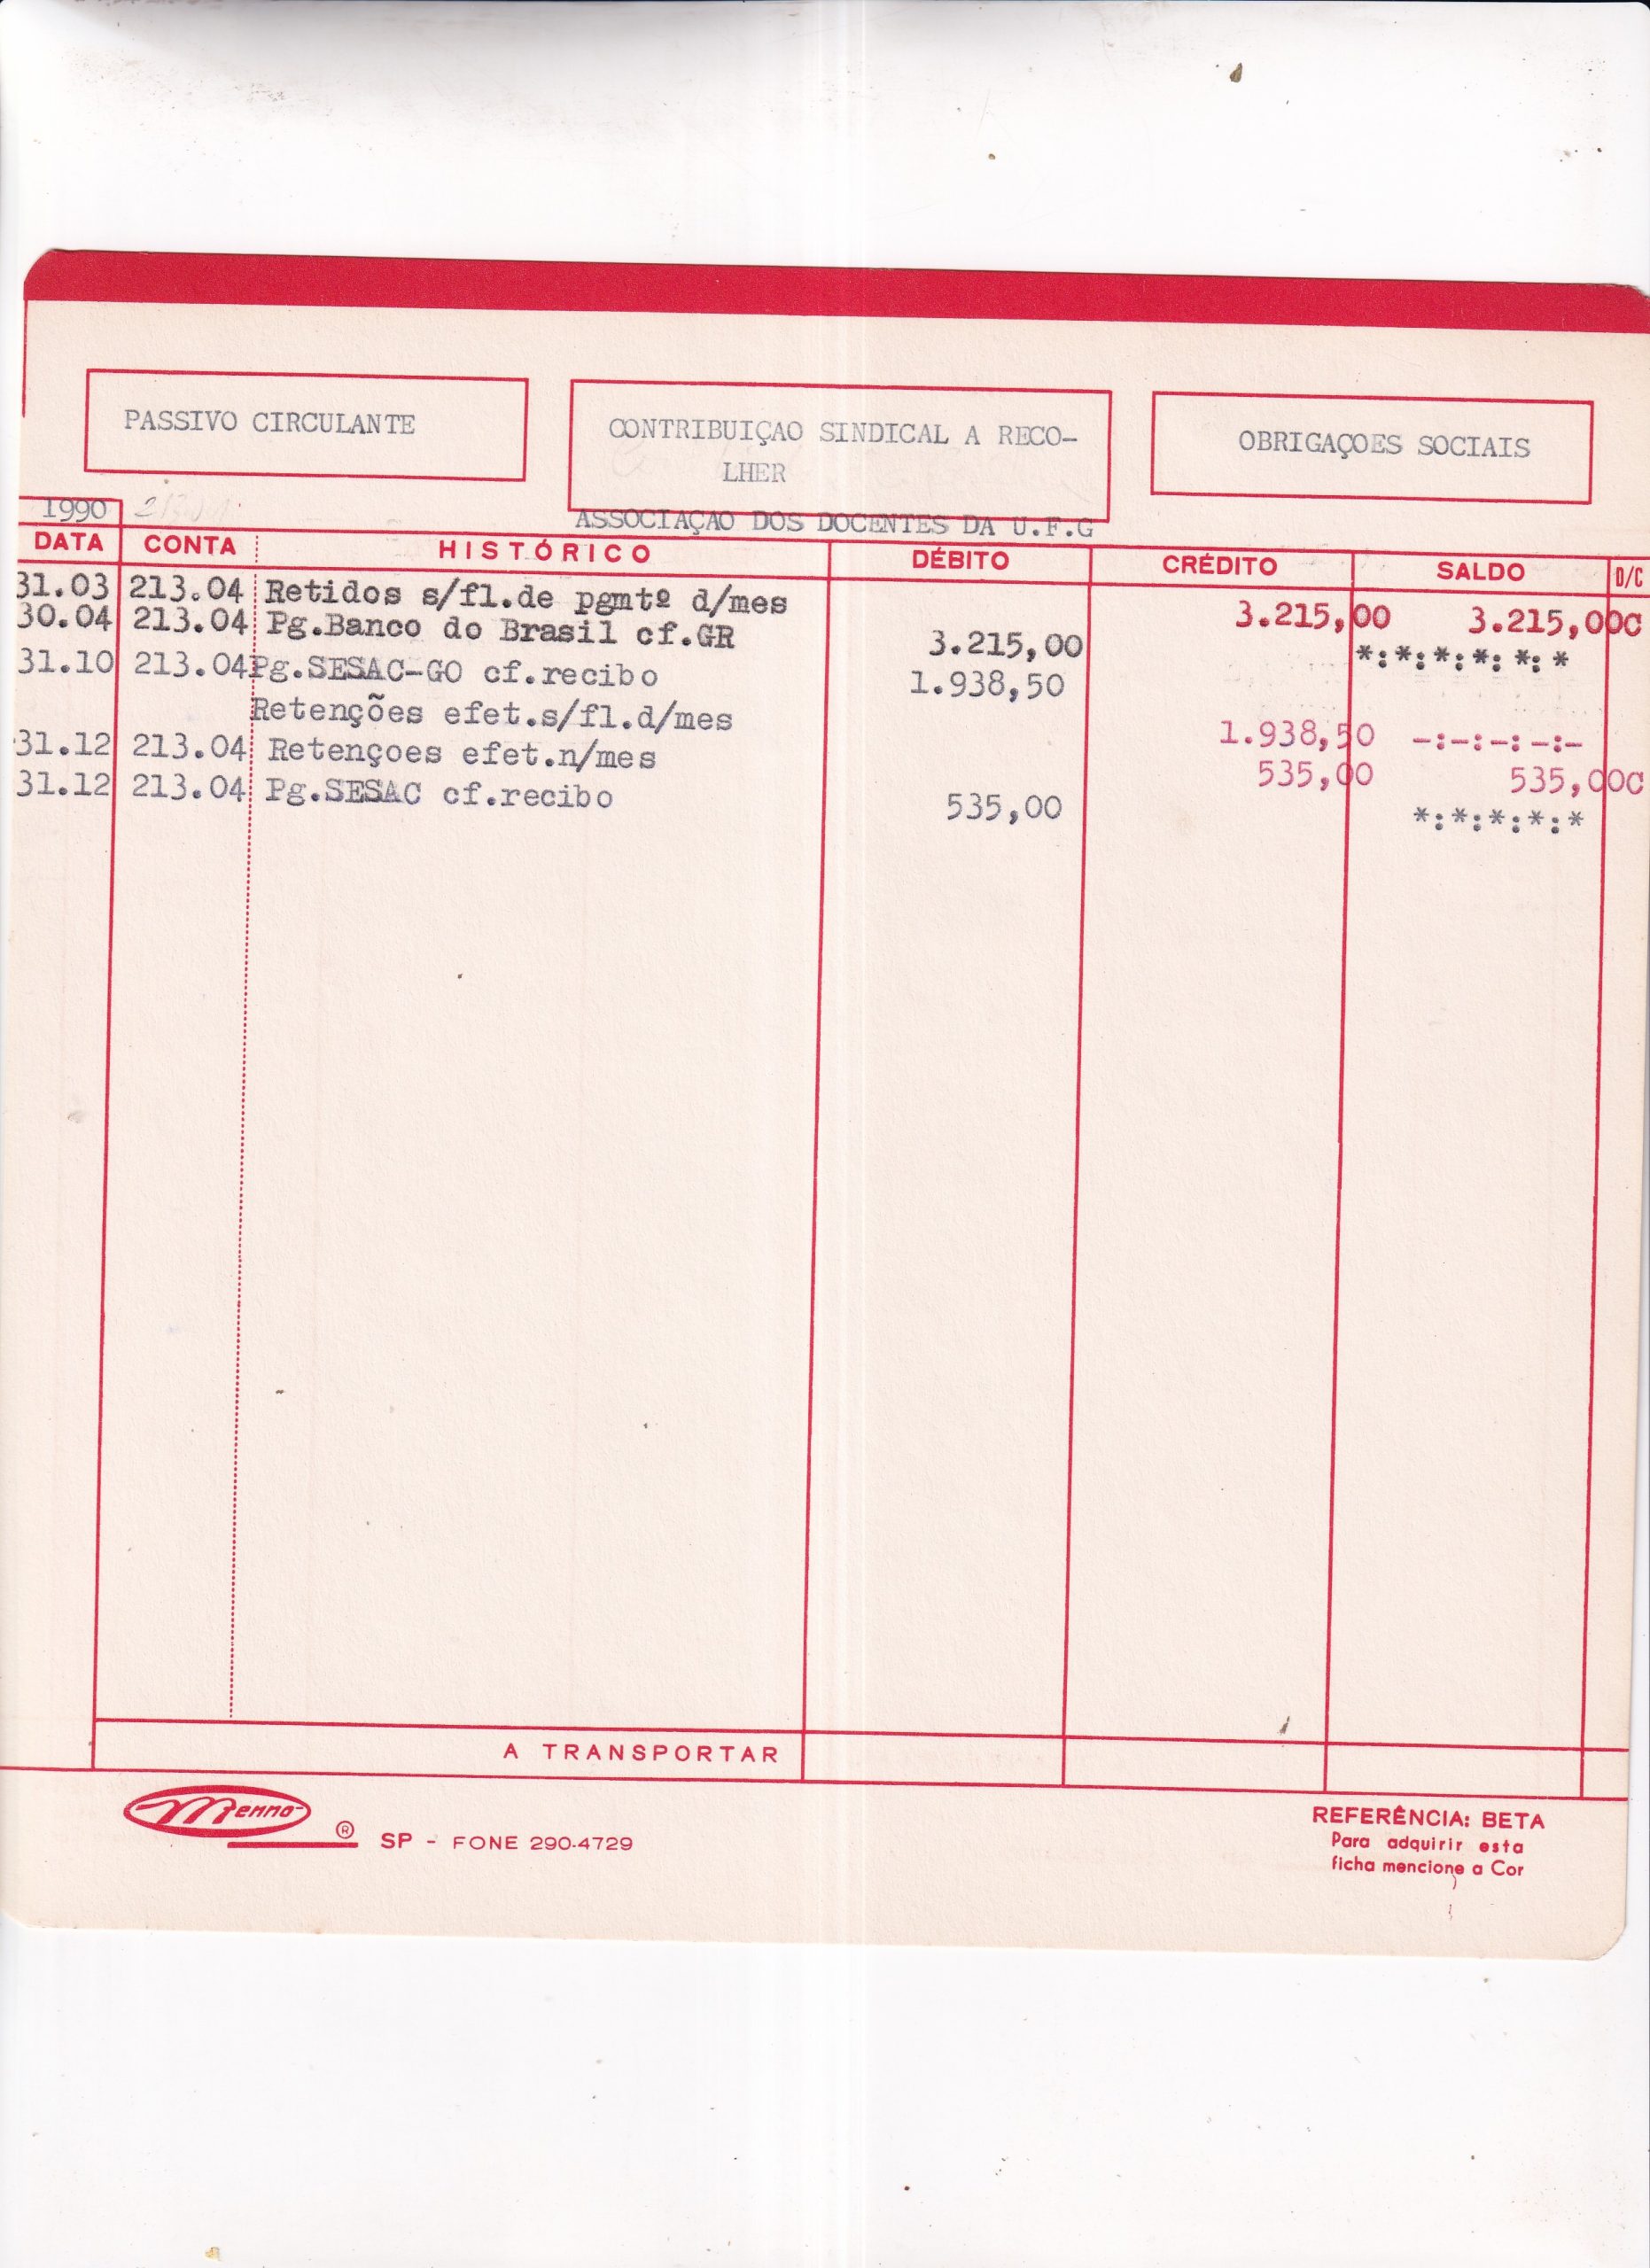 PASSIVO CIRCULANTE
CONTRIBUIÇAO SINDICAL A RECO-
LHER
OBRIGAÇOES SOCIAIS
1990
ASSOCIAÇAO DOS DOCENTES DA U.F.G
DATA CONTA HISTÓRICO DÉBITO CRÉDITO SALDO D/C
31.03 213.04 Retidos s/fl.de pgmtº d/mes 3.215,00 3.215,00C
30.04 213.04 Pg.Banco do Brasil cf.GR 3.215,00 *:*:*:*:*:*
31.10 213.04 Pg.SESAC-GO cf.recibo 1.938,50
Retenções efet.s/fl.d/mes 1.938,50 -:-:-:-:-
31.12 213.04 Retençoes efet.n/mes 535,00 535,00C
31.12 213.04 Pg.SESAC cf.recibo 535,00 *:*:*:*:*
A TRANSPORTAR
Menno ® SP - FONE 290-4729
REFERÊNCIA: BETA
Para adquirir esta
ficha mencione a Cor